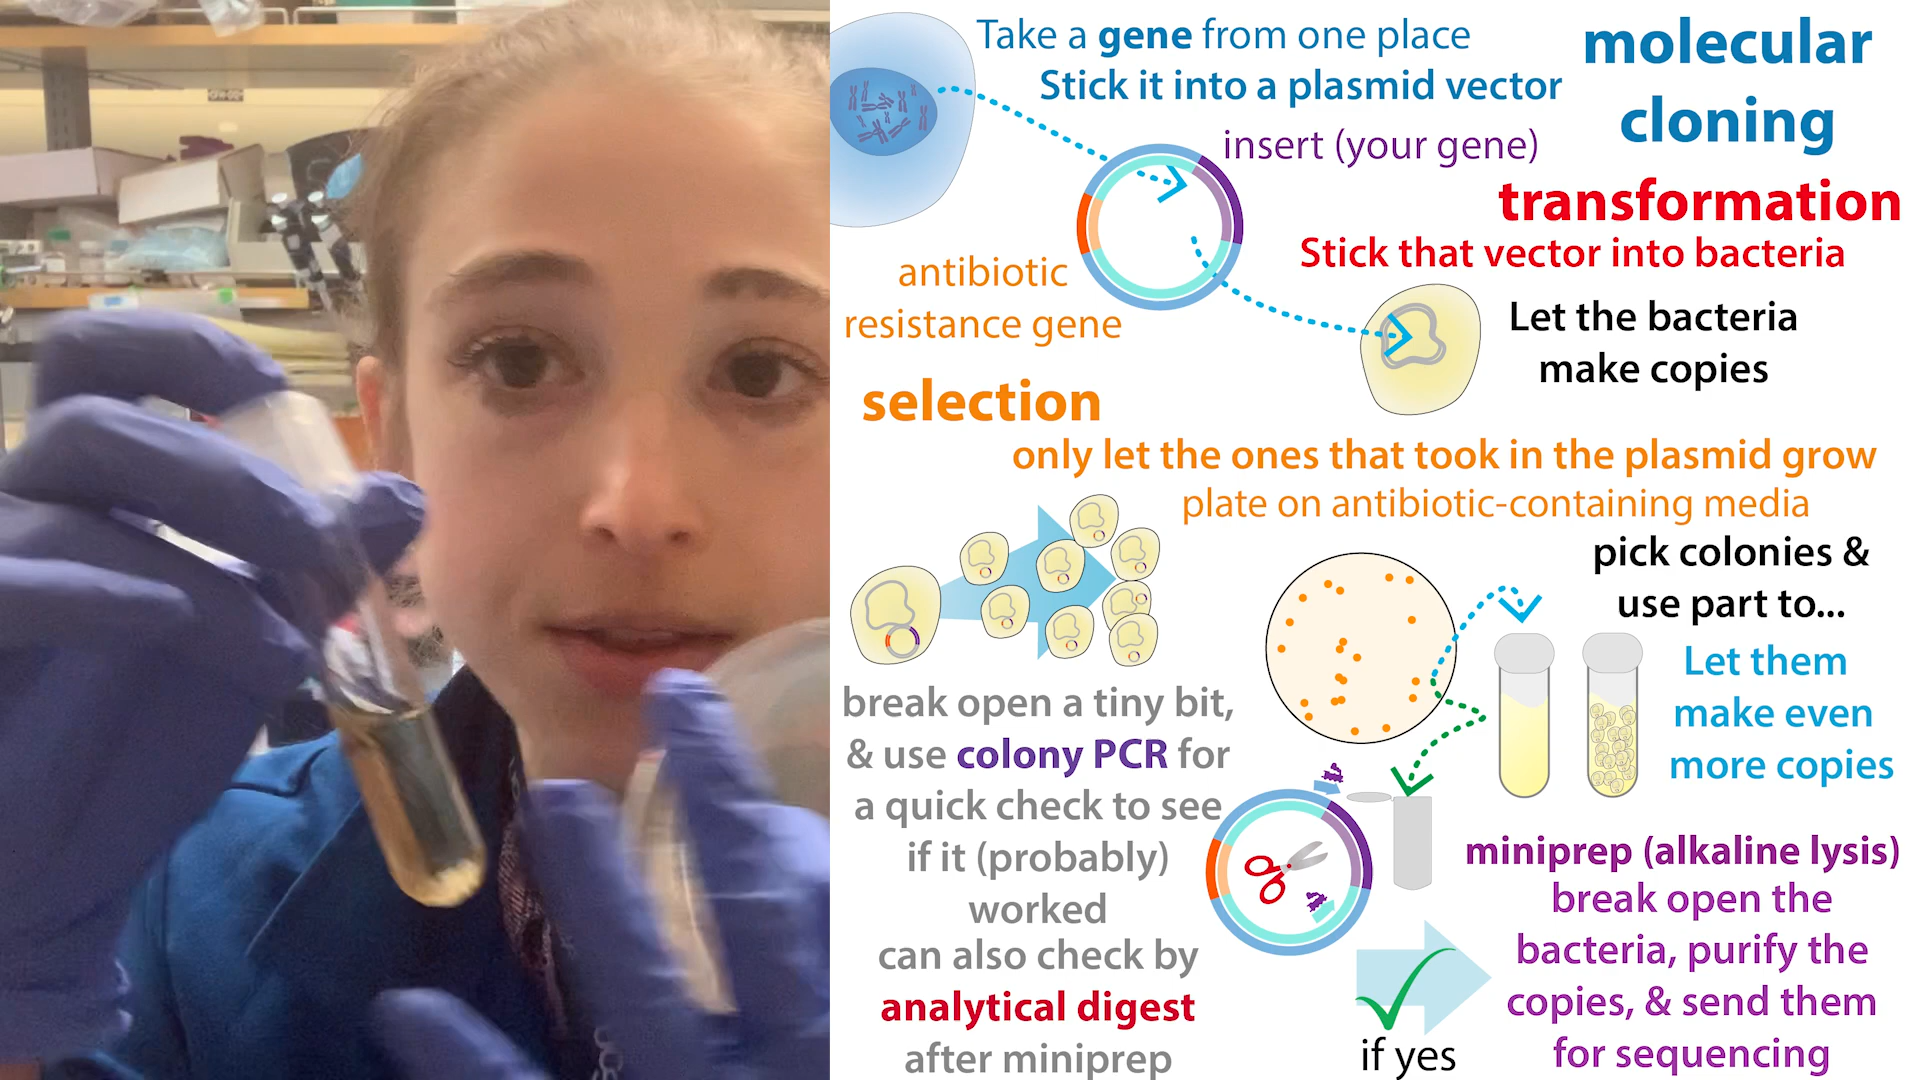 Take a gene from one place
Stick it into a plasmid vector
molecular
cloning
insert (your gene)
transformation
Stick that vector into bacteria
antibiotic
resistance gene
Let the bacteria
make copies
selection
only let the ones that took in the plasmid grow
plate on antibiotic-containing media
pick colonies &
use part to...
Let them
make even
more copies
break open a tiny bit,
& use colony PCR for
a quick check to see
if it (probably)
worked
can also check by
analytical digest
after miniprep
if yes
miniprep (alkaline lysis)
break open the
bacteria, purify the
copies, & send them
for sequencing